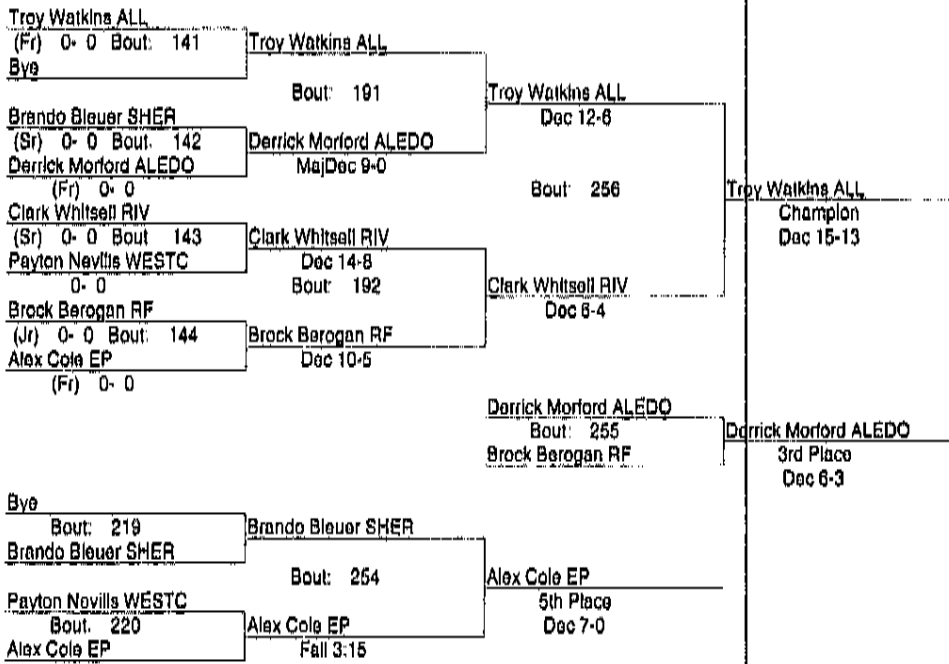 Troy Watkins ALL
(Fr) 0- 0 Bout: 141
Bye
Troy Watkins ALL
Bout: 191
Brando Bleuer SHER
(Sr) 0- 0 Bout. 142
Derrick Morford ALEDO
(Fr) 0- 0
Derrick Morford ALEDO
MajDec 9-0
Troy Watkins ALL
Dec 12-6
Clark Whitsell RIV
(Sr) 0- 0 Bout 143
Payton Nevills WESTC
0- 0
Clark Whitsell RIV
Dec 14-8
Bout: 192
Brock Berogan RF
(Jr) 0- 0 Bout: 144
Alex Cole EP
(Fr) 0- 0
Brock Berogan RF
Dec 10-5
Clark Whitsell RIV
Dec 6-4
Bout: 256
Troy Watkins ALL
Champion
Dec 15-13
Derrick Morford ALEDO
Bout: 255
Brock Berogan RF
Derrick Morford ALEDO
3rd Place
Dec 6-3
Bye
Bout: 219
Brando Bleuer SHER
Brando Bleuer SHER
Bout: 254
Payton Nevills WESTC
Bout. 220
Alex Cole EP
Alex Cole EP
Fall 3:15
Alex Cole EP
5th Place
Dec 7-0